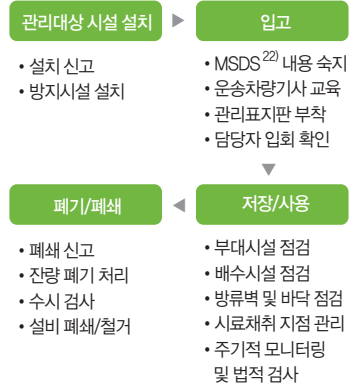 관리대상 시설 설치
• 설치 신고
• 방지시설 설치
입고
• MSDS22) 내용 숙지
• 운송차량기사 교육
• 관리표지판 부착
• 담당자 입회 확인
저장/사용
• 부대시설 점검
• 배수시설 점검
• 방류벽 및 바닥 점검
• 시료채취 지점 관리
• 주기적 모니터링
및 법적 검사
폐기/폐쇄
• 폐쇄 신고
• 잔량 폐기 처리
• 수시 검사
• 설비 폐쇄/철거